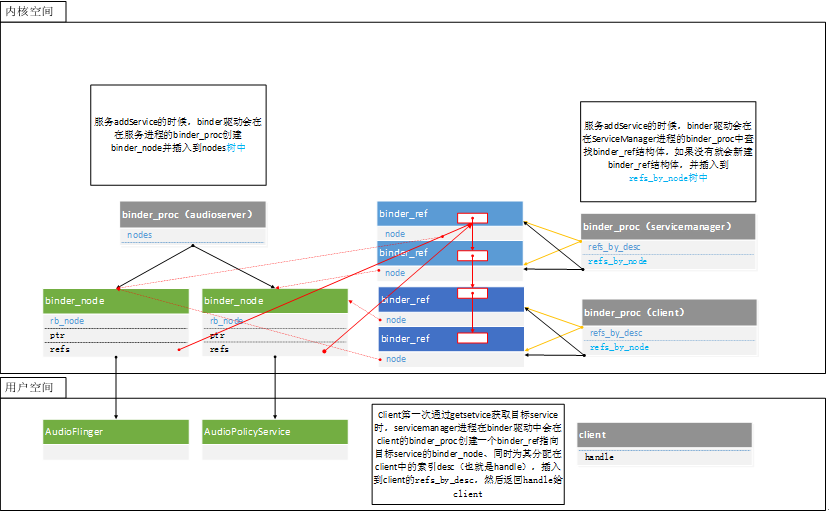 内核空间
服务addService的时候，binder驱动会在
在服务进程的binder_proc创建
binder_node并插入到nodes树中
服务addService的时候，binder驱动会在
在ServiceManager进程的binder_proc中查
找binder_ref结构体，如果没有就会新建
binder_ref结构体，并插入到
refs_by_node树中
binder_proc（audioserver）
nodes
binder_ref
node
binder_ref
node
binder_proc（servicemanager）
refs_by_desc
refs_by_node
binder_node
rb_node
ptr
refs
binder_node
rb_node
ptr
refs
binder_ref
node
binder_ref
node
binder_proc（client）
refs_by_desc
refs_by_node
用户空间
AudioFlinger
AudioPolicyService
Client第一次通过getsetvice获取目标service
时，servicemanager进程在binder驱动中会在
client的binder_proc创建一个binder_ref指向
目标service的binder_node、同时为其分配在
client中的索引desc（也就是handle），插入
到client的refs_by_desc，然后返回handle给
client
client
handle